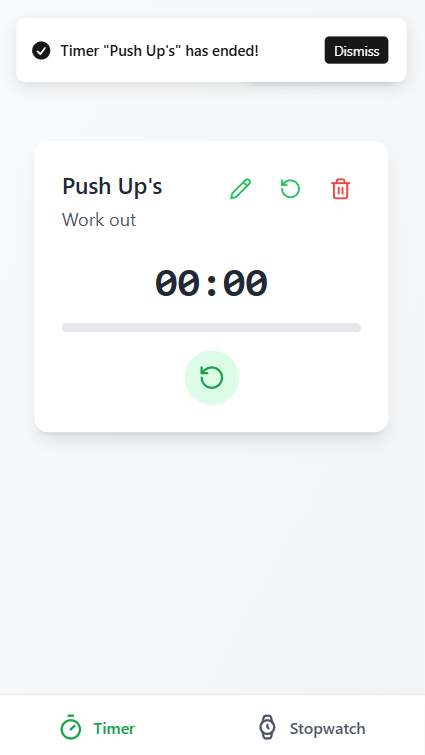 Timer "Push Up's" has ended!
Dismiss
Push Up's
Work out
00:00
Timer
Stopwatch